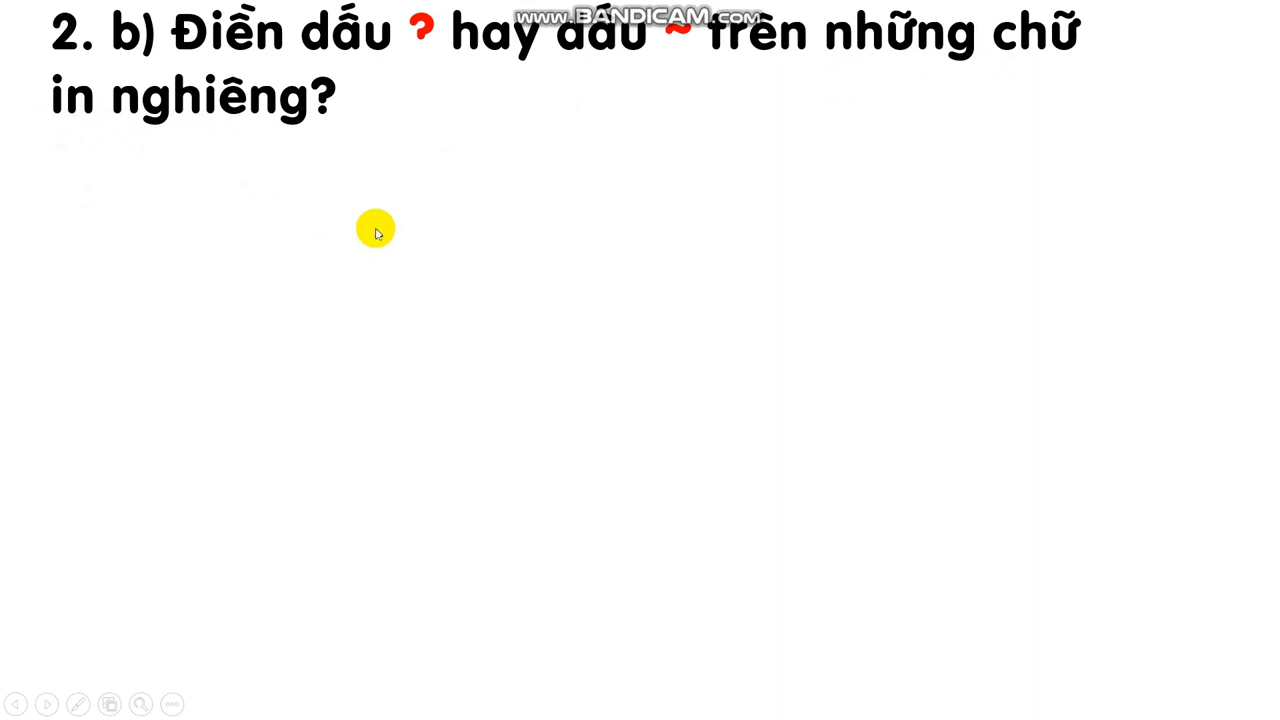 www.BANDICAM.com
2. b) Điền dấu ? hay dấu ~ trên những chữ
in nghiêng?